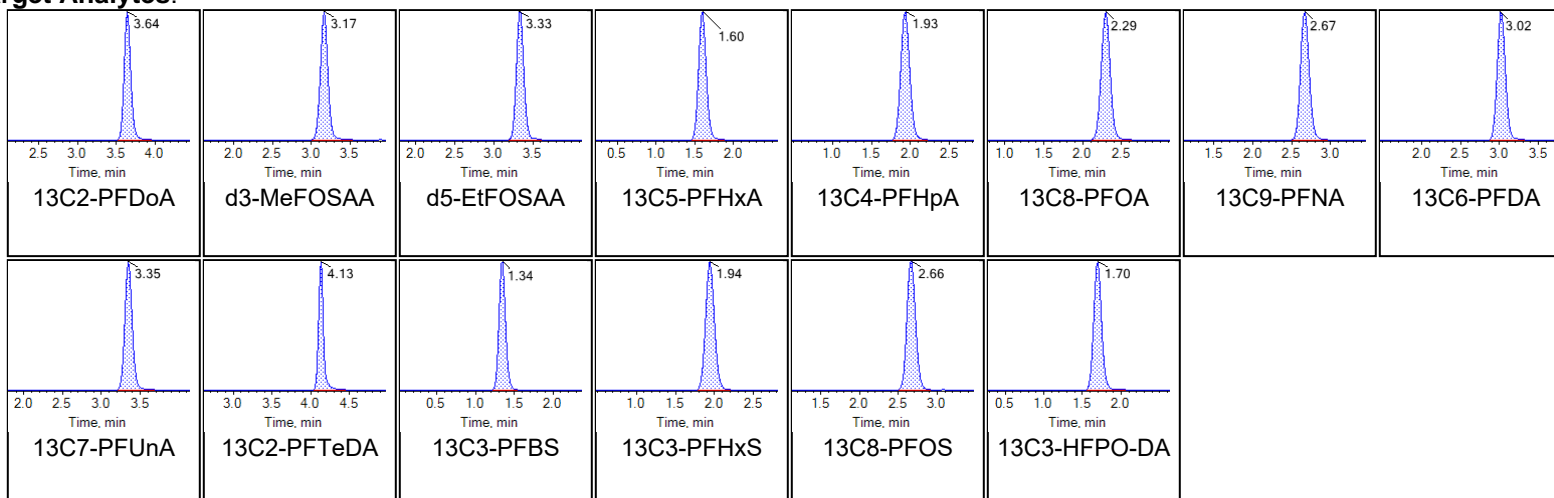 rget Analytes:
3.64 3.17 3.33 1.60 1.93 2.29 2.67 3.02
2.5 3.0 3.5 4.0 2.0 2.5 3.0 3.5 2.0 2.5 3.0 3.5 0.5 1.0 1.5 2.0 1.0 1.5 2.0 2.5 1.0 1.5 2.0 2.5 1.5 2.0 2.5 3.0 2.0 2.5 3.0 3.5
Time, min Time, min Time, min Time, min Time, min Time, min Time, min Time, min
13C2-PFDoA d3-MeFOSAA d5-EtFOSAA 13C5-PFHxA 13C4-PFHpA 13C8-PFOA 13C9-PFNA 13C6-PFDA
3.35 4.13 1.34 1.94 2.66 1.70
2.0 2.5 3.0 3.5 3.0 3.5 4.0 4.5 0.5 1.0 1.5 2.0 1.0 1.5 2.0 2.5 1.5 2.0 2.5 3.0 0.5 1.0 1.5 2.0
Time, min Time, min Time, min Time, min Time, min Time, min
13C7-PFUnA 13C2-PFTeDA 13C3-PFBS 13C3-PFHxS 13C8-PFOS 13C3-HFPO-DA